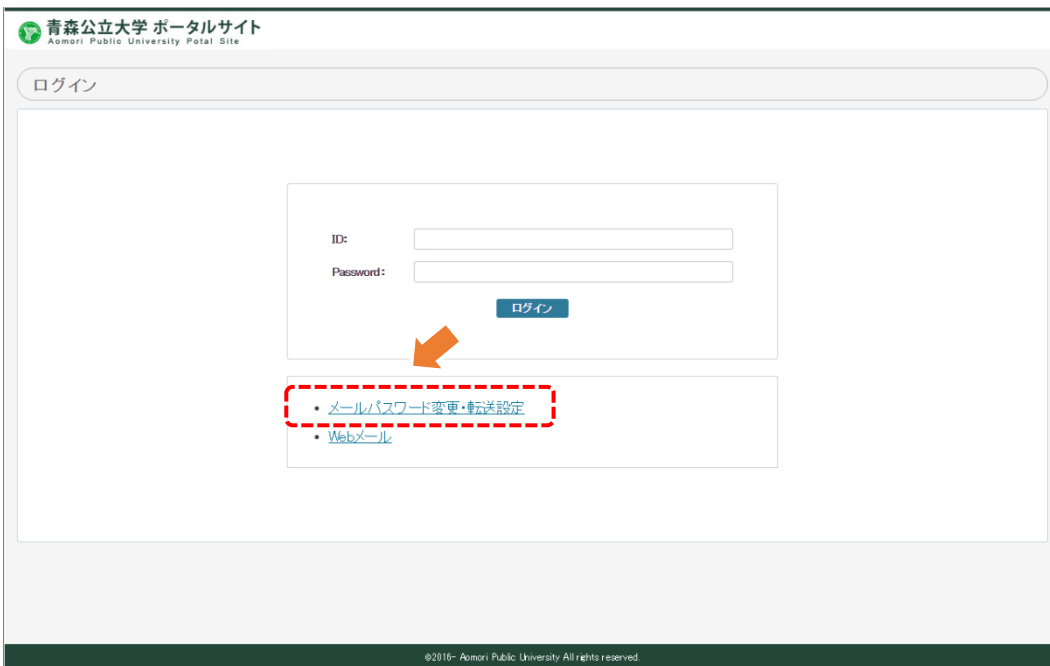 青森公立大学 ポータルサイト
Aomori Public University Potal Site
ログイン
ID:
Password:
ログイン
• メールパスワード変更・転送設定
• Webメール
©2016- Aomori Public University All rights reserved.